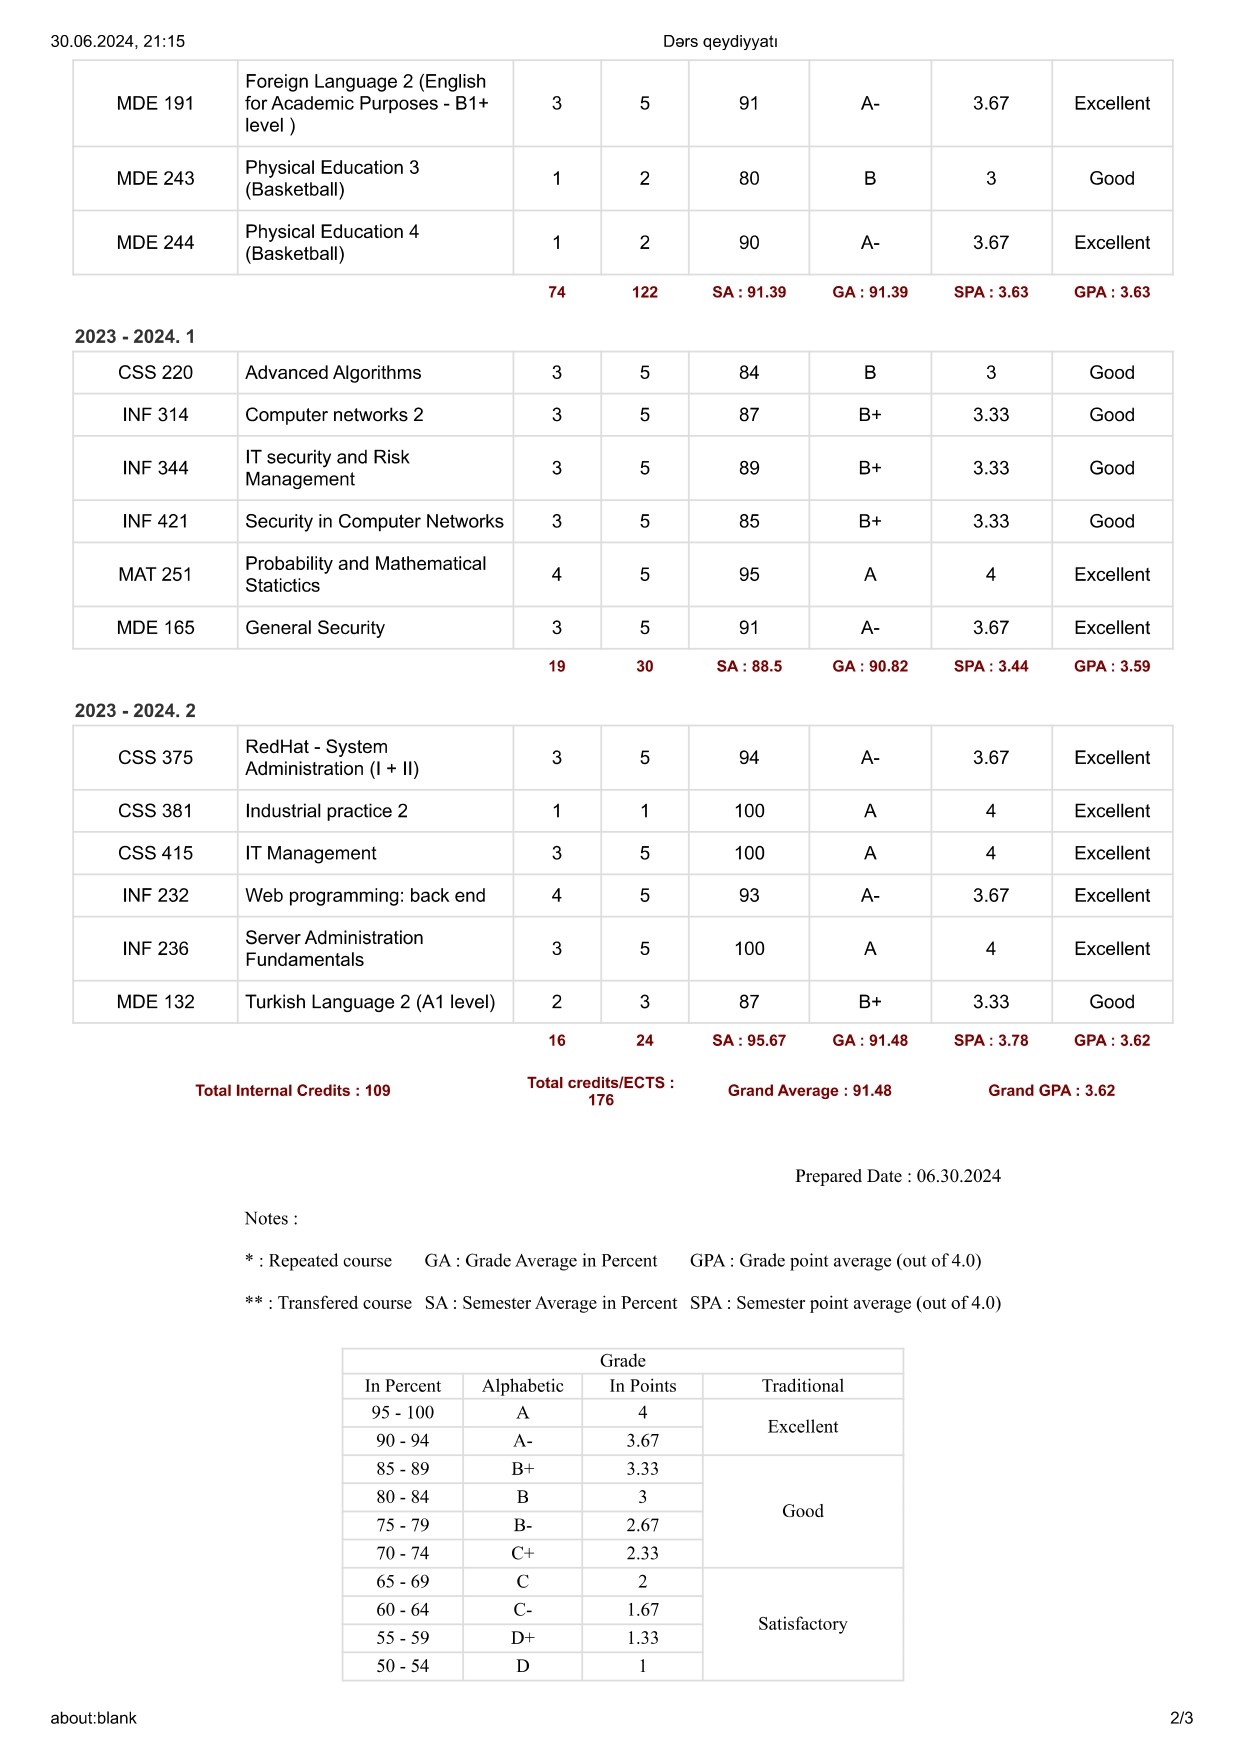 30.06.2024, 21:15 Dərs qeydiyyatı
MDE 191 Foreign Language 2 (English for Academic Purposes - B1+ level ) 3 5 91 A- 3.67 Excellent
MDE 243 Physical Education 3 (Basketball) 1 2 80 B 3 Good
MDE 244 Physical Education 4 (Basketball) 1 2 90 A- 3.67 Excellent
74 122 SA : 91.39 GA : 91.39 SPA : 3.63 GPA : 3.63
2023 - 2024. 1
CSS 220 Advanced Algorithms 3 5 84 B 3 Good
INF 314 Computer networks 2 3 5 87 B+ 3.33 Good
INF 344 IT security and Risk Management 3 5 89 B+ 3.33 Good
INF 421 Security in Computer Networks 3 5 85 B+ 3.33 Good
MAT 251 Probability and Mathematical Statictics 4 5 95 A 4 Excellent
MDE 165 General Security 3 5 91 A- 3.67 Excellent
19 30 SA : 88.5 GA : 90.82 SPA : 3.44 GPA : 3.59
2023 - 2024. 2
CSS 375 RedHat - System Administration (I + II) 3 5 94 A- 3.67 Excellent
CSS 381 Industrial practice 2 1 1 100 A 4 Excellent
CSS 415 IT Management 3 5 100 A 4 Excellent
INF 232 Web programming: back end 4 5 93 A- 3.67 Excellent
INF 236 Server Administration Fundamentals 3 5 100 A 4 Excellent
MDE 132 Turkish Language 2 (A1 level) 2 3 87 B+ 3.33 Good
16 24 SA : 95.67 GA : 91.48 SPA : 3.78 GPA : 3.62
Total Internal Credits : 109 Total credits/ECTS : 176 Grand Average : 91.48 Grand GPA : 3.62
Prepared Date : 06.30.2024
Notes :
* : Repeated course GA : Grade Average in Percent GPA : Grade point average (out of 4.0)
** : Transfered course SA : Semester Average in Percent SPA : Semester point average (out of 4.0)
Grade
In Percent Alphabetic In Points Traditional
95 - 100 A 4 Excellent
90 - 94 A- 3.67
85 - 89 B+ 3.33 Good
80 - 84 B 3
75 - 79 B- 2.67
70 - 74 C+ 2.33
65 - 69 C 2 Satisfactory
60 - 64 C- 1.67
55 - 59 D+ 1.33
50 - 54 D 1
about:blank 2/3